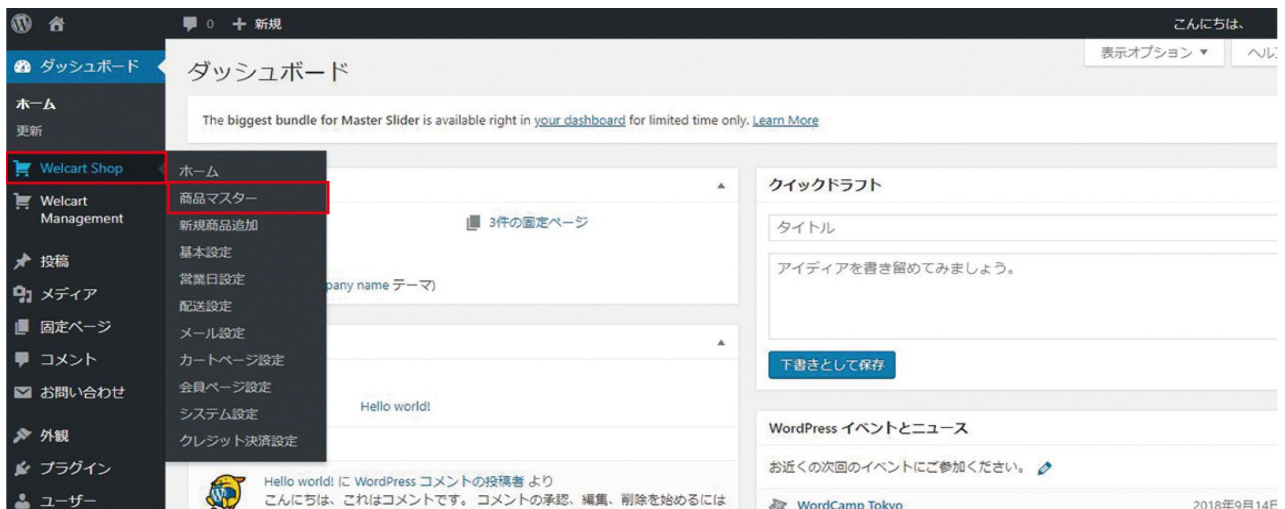 0 新規 こんにちは、
ダッシュボード
ホーム
更新
Welcart Shop
Welcart
Management
投稿
メディア
固定ページ
コメント
お問い合わせ
外観
プラグイン
ユーザー
ホーム
商品マスター
新規商品追加
基本設定
営業日設定
配送設定
メール設定
カートページ設定
会員ページ設定
システム設定
クレジット決済設定
表示オプション ▼
ダッシュボード
The biggest bundle for Master Slider is available right in your dashboard for limited time only. Learn More
3件の固定ページ
pany name テーマ)
Hello world!
Hello world! に WordPress コメントの投稿者 より
こんにちは、これはコメントです。 コメントの承認、編集、削除を始めるには
クイックドラフト
タイトル
アイディアを書き留めてみましょう。
下書きとして保存
WordPress イベントとニュース
お近くの次回のイベントにご参加ください。
WordCamp Tokyo 2018年9月14日